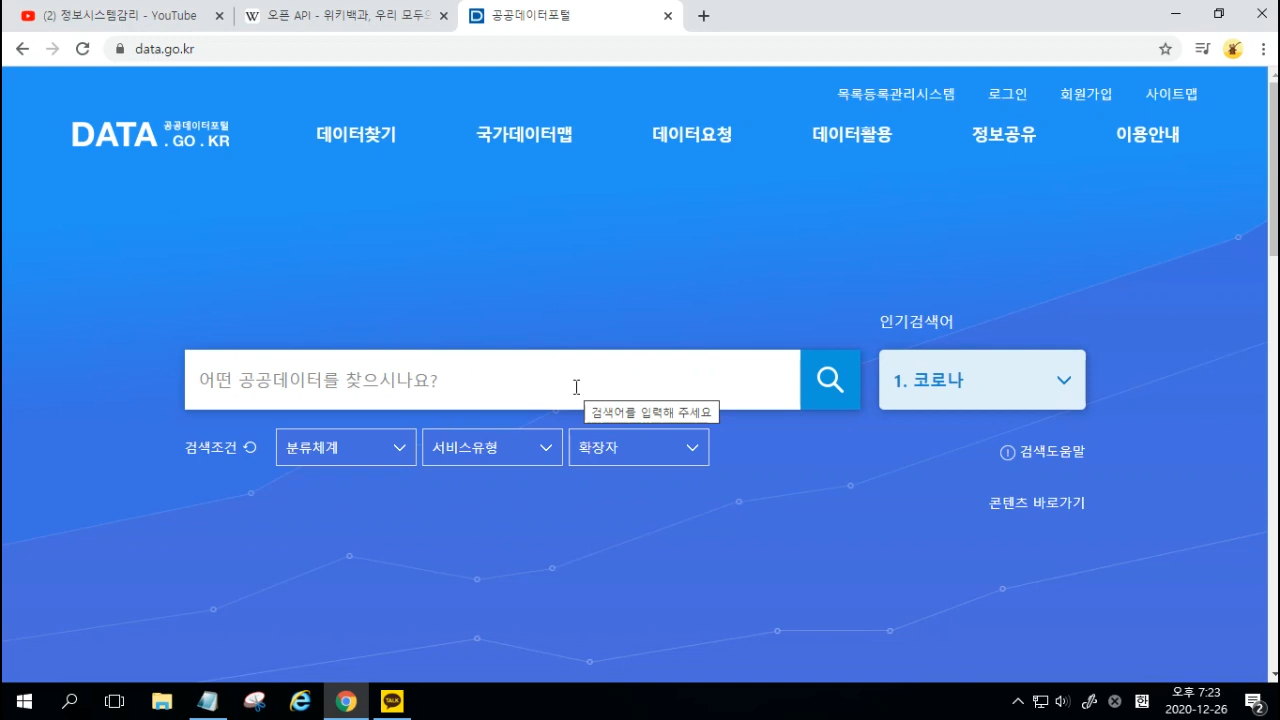 (2) 정보시스템감리 - YouTube
W 오픈 API - 위키백과, 우리 모두의
D 공공데이터포털
data.go.kr
목록등록관리시스템 로그인 회원가입 사이트맵
DATA 공공데이터포털 . GO . KR
데이터찾기 국가데이터맵 데이터요청 데이터활용 정보공유 이용안내
인기검색어
어떤 공공데이터를 찾으시나요?
1. 코로나
검색어를 입력해 주세요
검색조건 분류체계 서비스유형 확장자
검색도움말
콘텐츠 바로가기
TALK
한
오후 7:23
2020-12-26
2